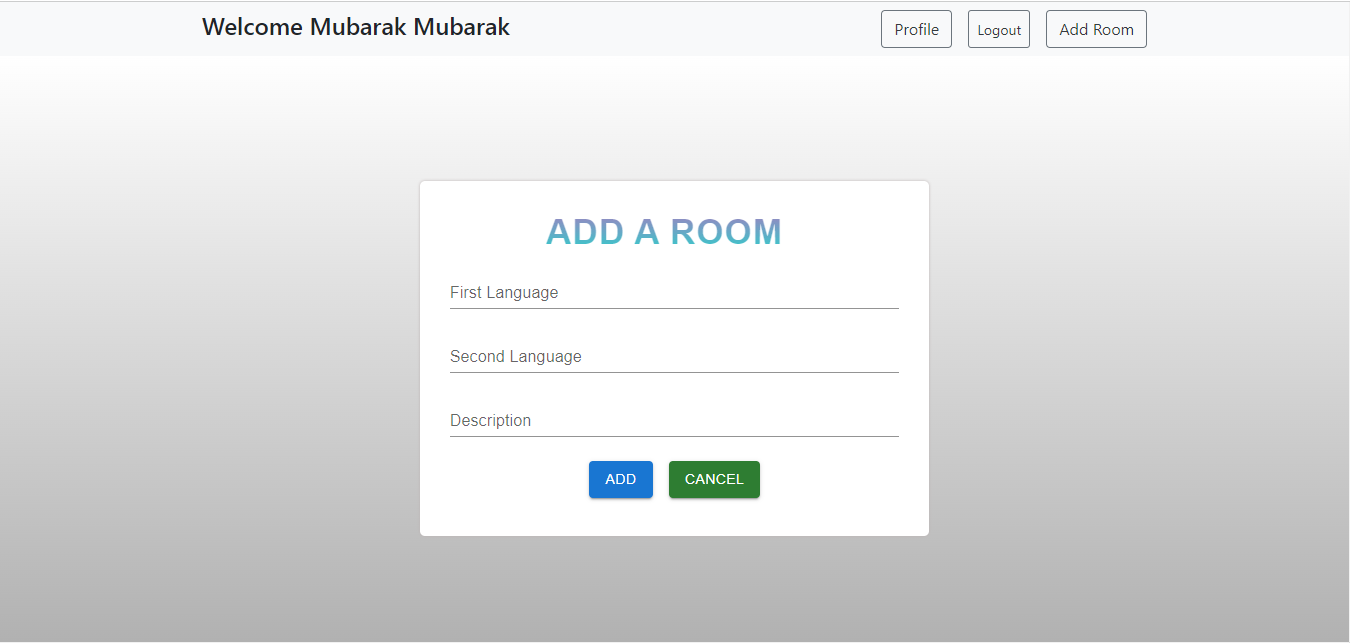 Welcome Mubarak Mubarak
Profile
Logout
Add Room
ADD A ROOM
First Language
Second Language
Description
ADD
CANCEL